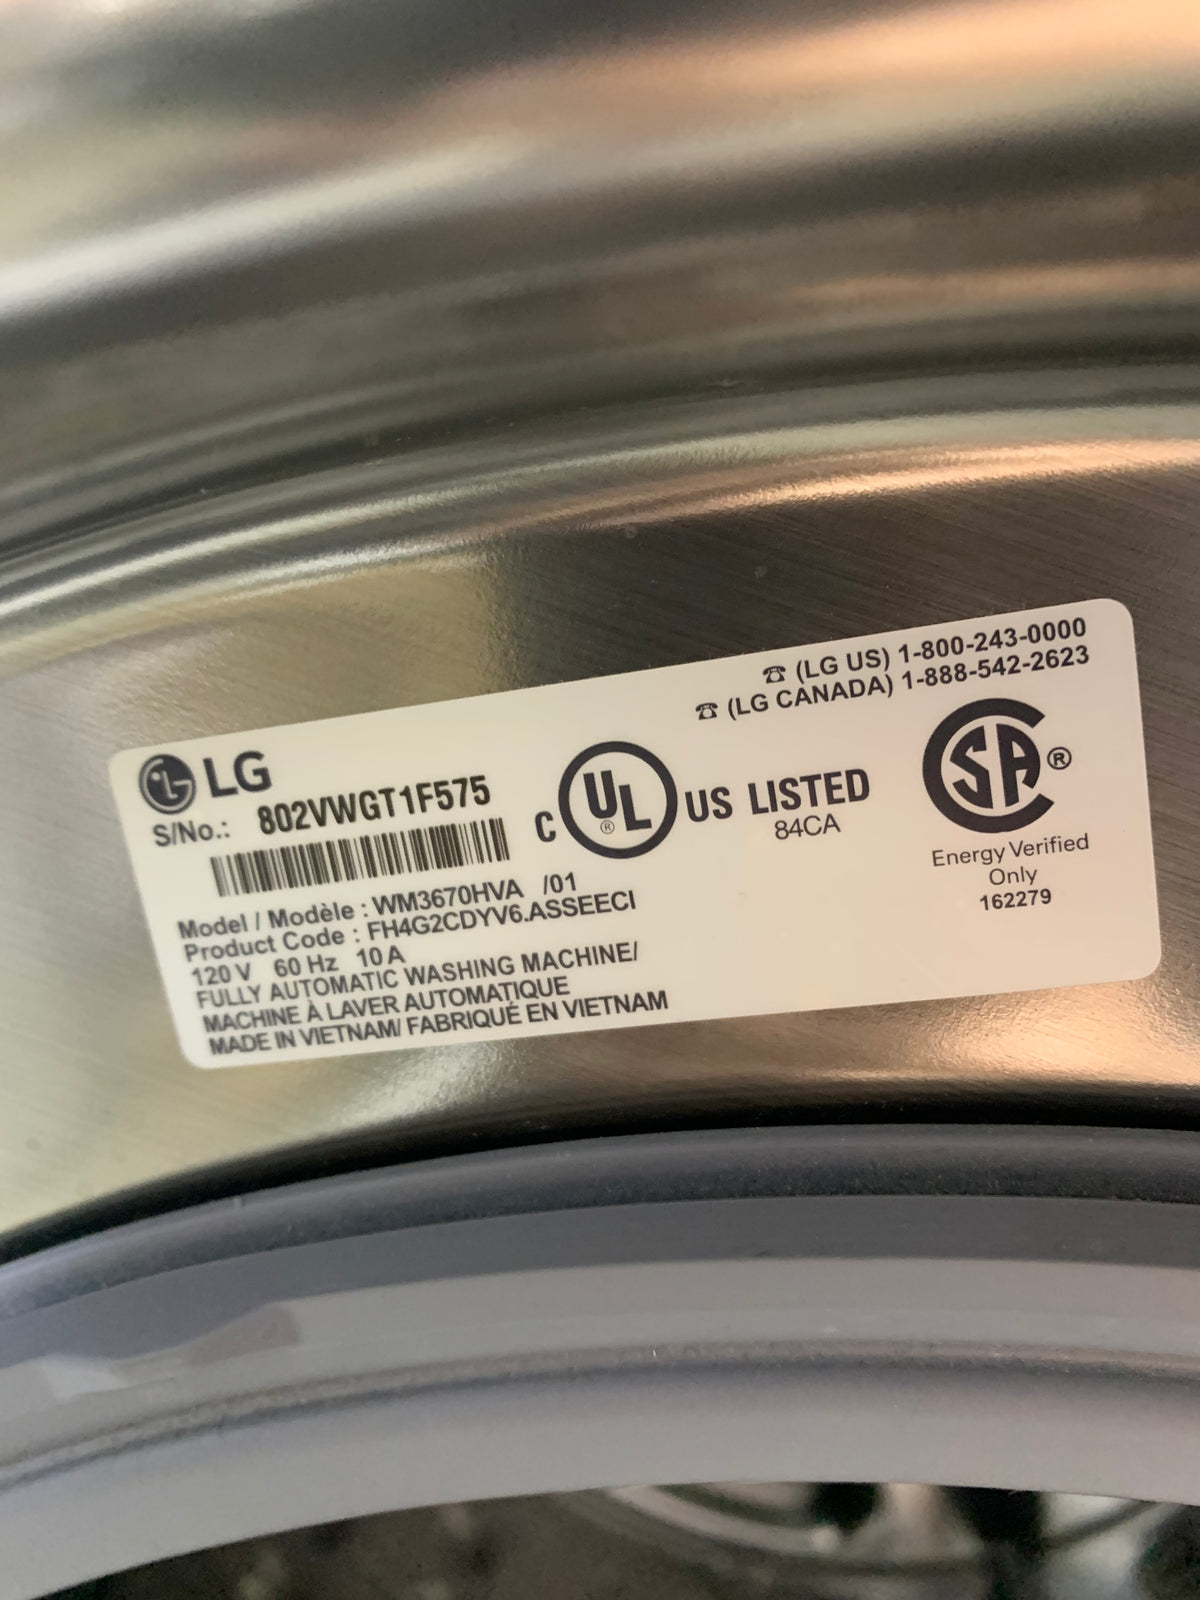 ☎ (LG US) 1-800-243-0000
☎ (LG CANADA) 1-888-542-2623
LG
S/No.: 802VWGT1F575
C UL ® US LISTED
84CA
SA ®
Energy Verified
Only
162279
Model / Modèle : WM3670HVA /01
Product Code : FH4G2CDYV6.ASSEECI
120 V 60 Hz 10 A
FULLY AUTOMATIC WASHING MACHINE/
MACHINE À LAVER AUTOMATIQUE
MADE IN VIETNAM/ FABRIQUÉ EN VIETNAM